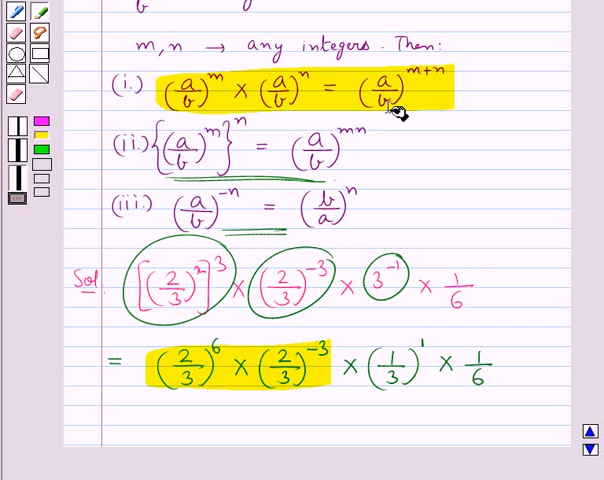 m, n → any integers. Then:
(i.) (a/b)^m × (a/b)^n = (a/b)^{m+n}
(ii.) {(a/b)^m}^n = (a/b)^{mn}
(iii.) (a/b)^{-n} = (b/a)^n
Sol. [(2/3)^2]^3 × (2/3)^{-3} × 3^{-1} × 1/6
= (2/3)^6 × (2/3)^{-3} × (1/3)^1 × 1/6